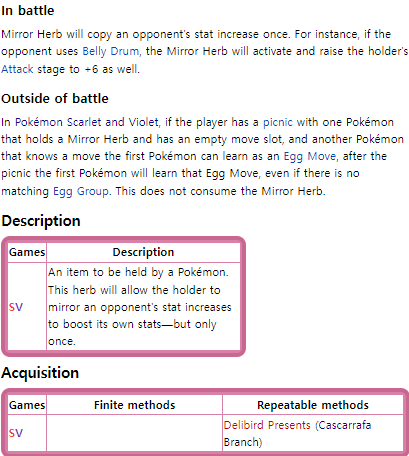 In battle
Mirror Herb will copy an opponent's stat increase once. For instance, if the
opponent uses Belly Drum, the Mirror Herb will activate and raise the holder's
Attack stage to +6 as well.
Outside of battle
In Pokémon Scarlet and Violet, if the player has a picnic with one Pokémon
that holds a Mirror Herb and has an empty move slot, and another Pokémon
that knows a move the first Pokémon can learn as an Egg Move, after the
picnic the first Pokémon will learn that Egg Move, even if there is no
matching Egg Group. This does not consume the Mirror Herb.
Description
Games Description
SV
An item to be held by a Pokémon.
This herb will allow the holder to
mirror an opponent's stat increases
to boost its own stats—but only
once.
Acquisition
Games Finite methods Repeatable methods
SV
Delibird Presents (Cascarrafa
Branch)